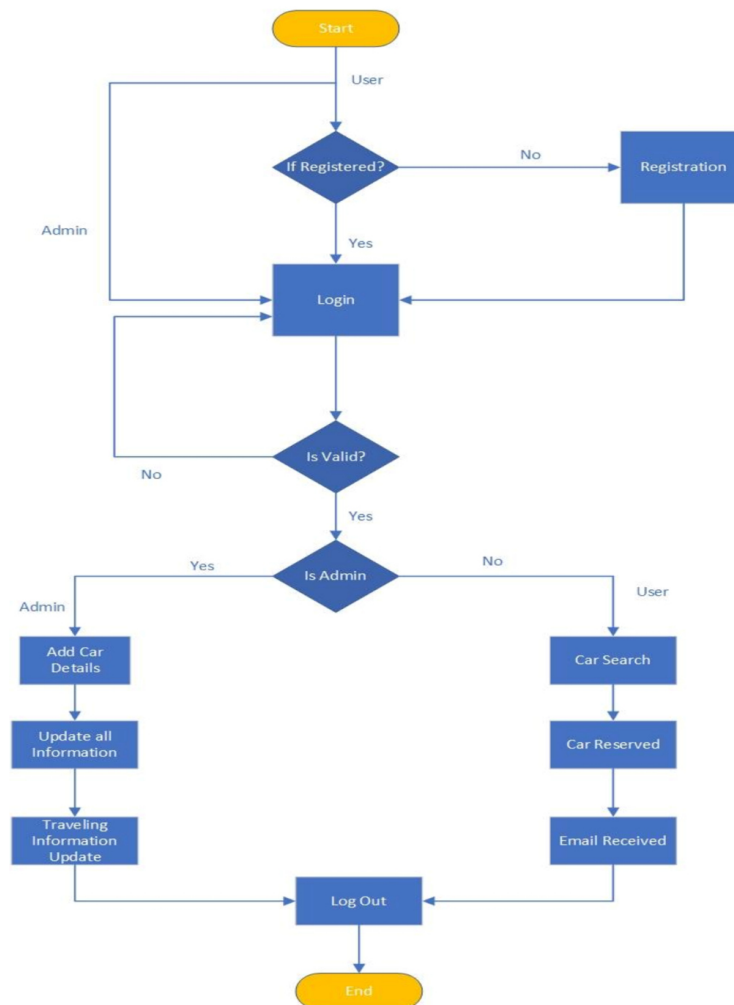 Start
User
If Registered?
No
Registration
Admin
Yes
Login
Is Valid?
No
Yes
Is Admin
Yes
No
Admin
User
Add Car
Details
Car Search
Update all
Information
Car Reserved
Traveling
Information
Update
Email Received
Log Out
End